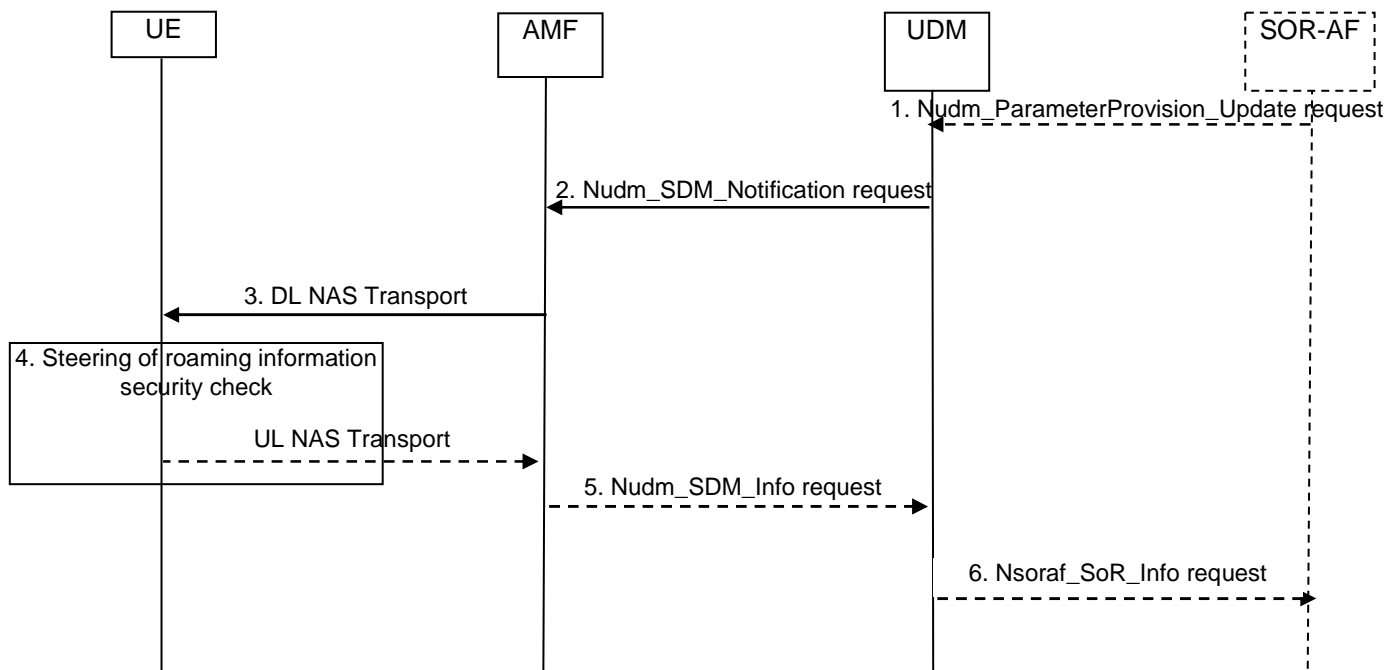 UE
AMF
UDM
SOR-AF
1. Nudm_ParameterProvision_Update request
2. Nudm_SDM_Notification request
3. DL NAS Transport
4. Steering of roaming information
security check
UL NAS Transport
5. Nudm_SDM_Info request
6. Nsoraf_SoR_Info request